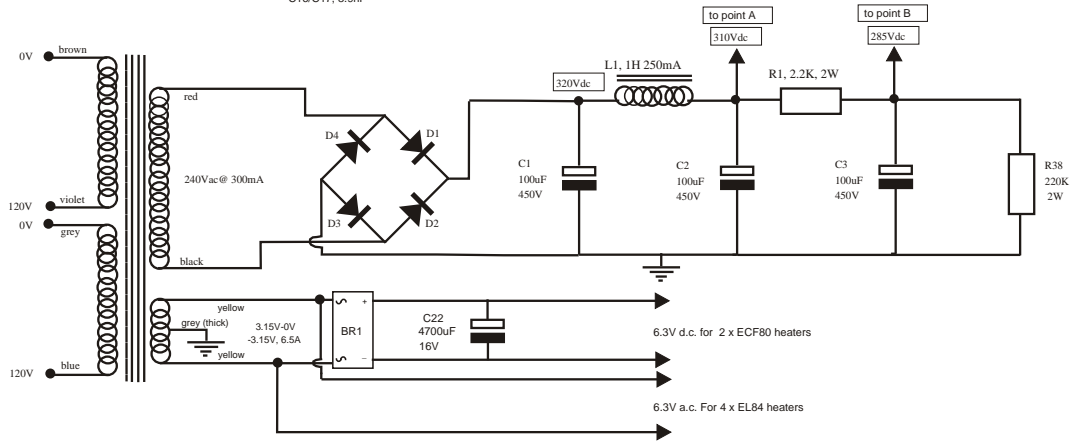 to point A
310Vdc
to point B
285Vdc
0V
brown
L1, 1H 250mA
R1, 2.2K, 2W
320Vdc
red
D4
D1
240Vac@ 300mA
C1
100uF
450V
C2
100uF
450V
C3
100uF
450V
R38
220K
2W
120V
violet
0V
grey
D3
D2
black
yellow
grey (thick)
3.15V-0V
-3.15V, 6.5A
yellow
~
+
BR1
~
−
C22
4700uF
16V
6.3V d.c. for 2 x ECF80 heaters
120V
blue
6.3V a.c. For 4 x EL84 heaters